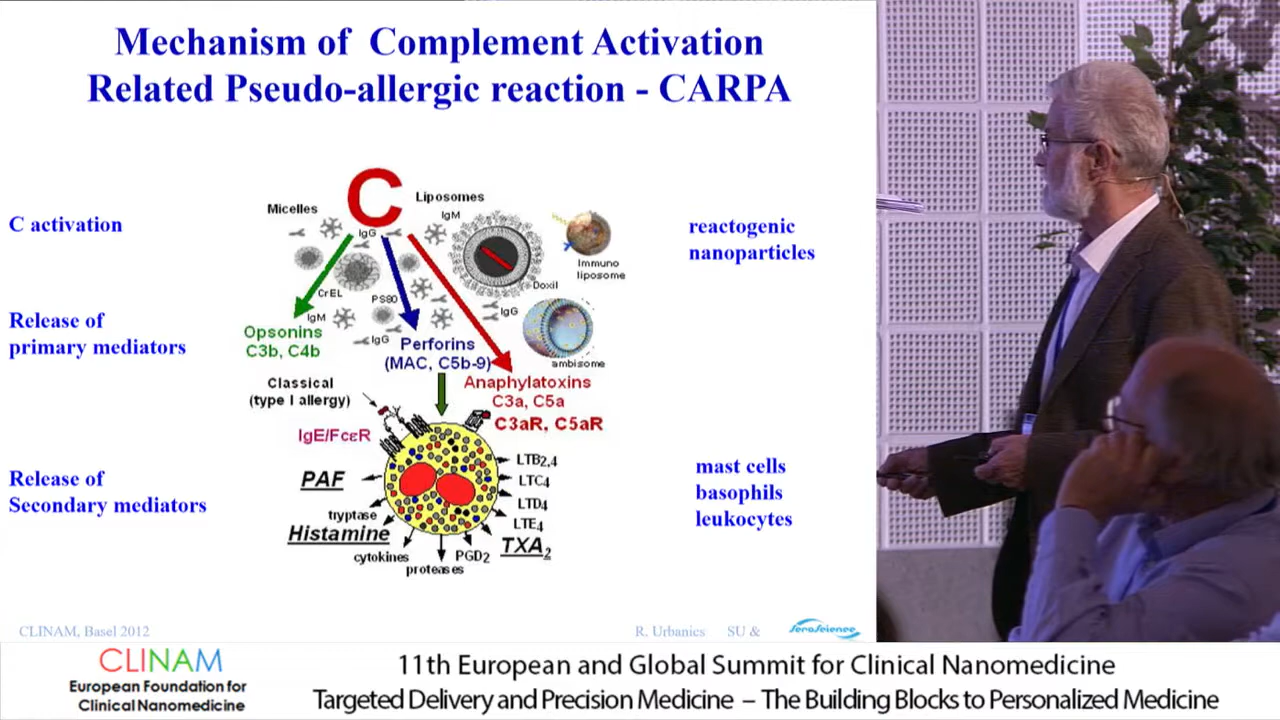 Mechanism of Complement Activation
Related Pseudo-allergic reaction - CARPA
C
Micelles
Liposomes
IgM
IgG
C activation
reactogenic
nanoparticles
Immuno
liposome
Doxil
CrEL
PS80
IgM
IgG
IgG
Release of
primary mediators
Opsonins
C3b, C4b
Perforins
(MAC, C5b-9)
ambisome
Anaphylatoxins
C3a, C5a
C3aR, C5aR
Classical
(type I allergy)
IgE/FcεR
Release of
Secondary mediators
PAF
tryptase
Histamine
cytokines
proteases
PGD2
TXA2
LTB2,4
LTC4
LTD4
LTE4
mast cells
basophils
leukocytes
CLINAM, Basel 2012
R. Urbanics SU &
SeroScience
CLINAM
European Foundation for
Clinical Nanomedicine
11th European and Global Summit for Clinical Nanomedicine
Targeted Delivery and Precision Medicine – The Building Blocks to Personalized Medicine